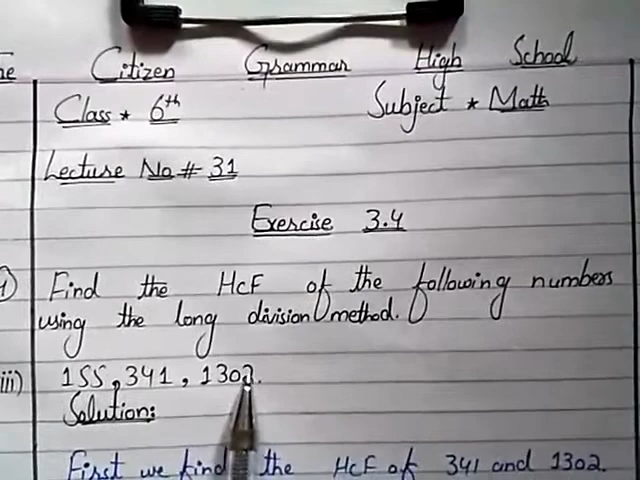 Citizen Grammar High School
Class * 6th Subject * Math
Lecture No # 31
Exercise 3.4
1) Find the HCF of the following numbers
using the long division method.
iii) 155, 341, 1302.
Solution:
First we find the HCF of 341 and 1302.